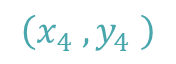 (x₄ , y₄ )